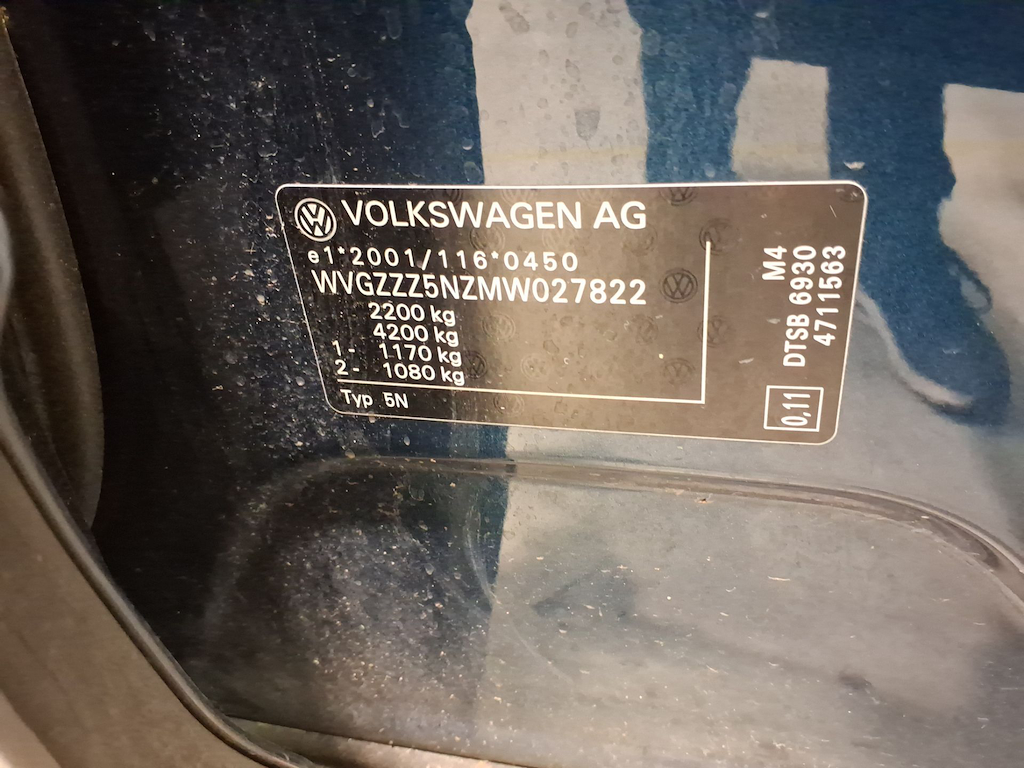 VOLKSWAGEN AG
e1*2001/116*0450
WVGZZZ5NZMW027822
2200 kg
4200 kg
1- 1170 kg
2- 1080 kg
Typ 5N
M4
DTSB 6930
4711563
0,11